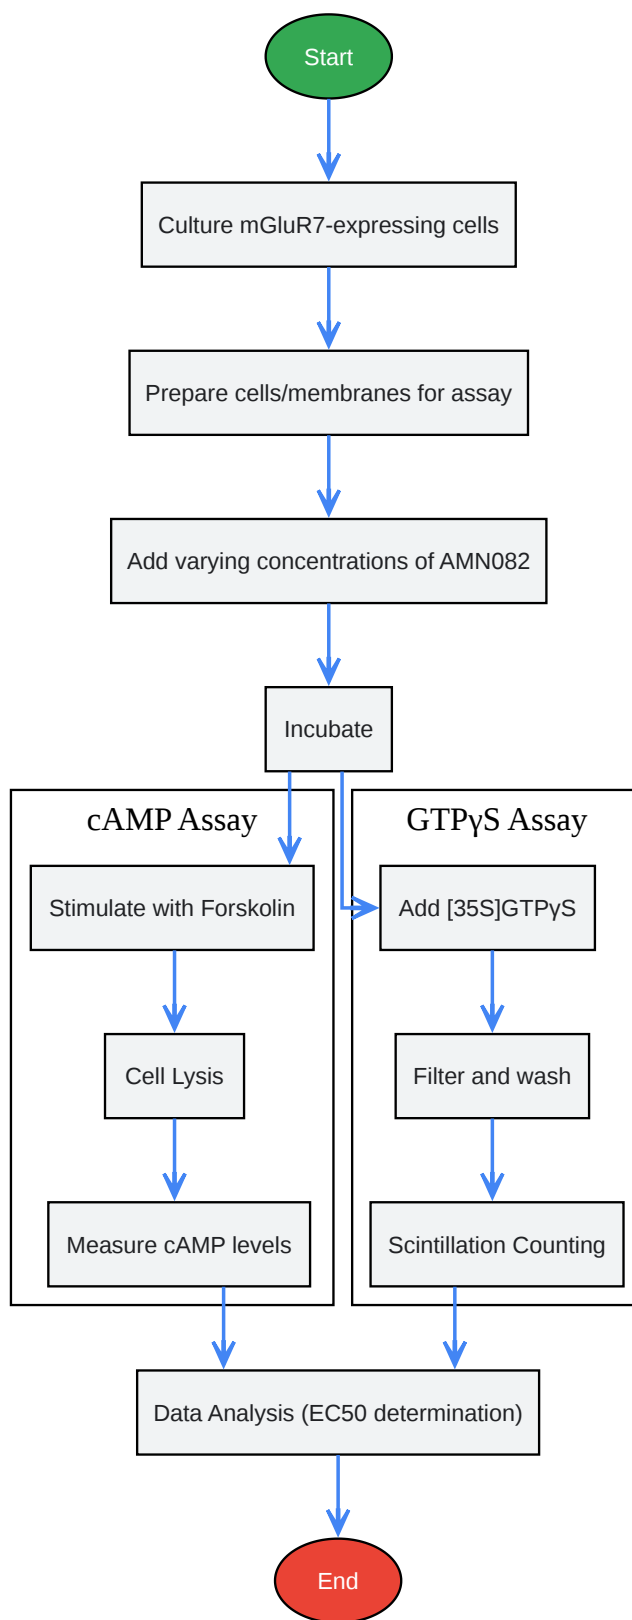 Start
Culture mGluR7-expressing cells
Prepare cells/membranes for assay
Add varying concentrations of AMN082
Incubate
cAMP Assay
Stimulate with Forskolin
Cell Lysis
Measure cAMP levels
GTPγS Assay
Add [35S]GTPγS
Filter and wash
Scintillation Counting
Data Analysis (EC50 determination)
End